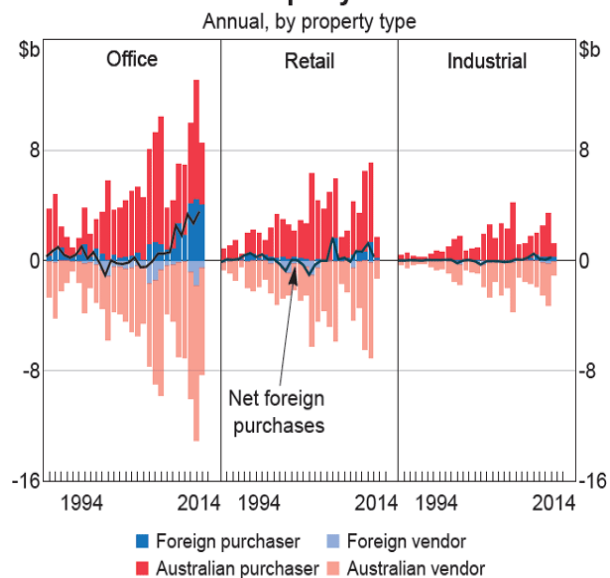 Annual, by property type
$b
Office
Retail
Industrial
$b
8
8
0
0
-8
-8
Net foreign
purchases
-16
-16
1994
2014
1994
2014
1994
2014
Foreign purchaser
Foreign vendor
Australian purchaser
Australian vendor